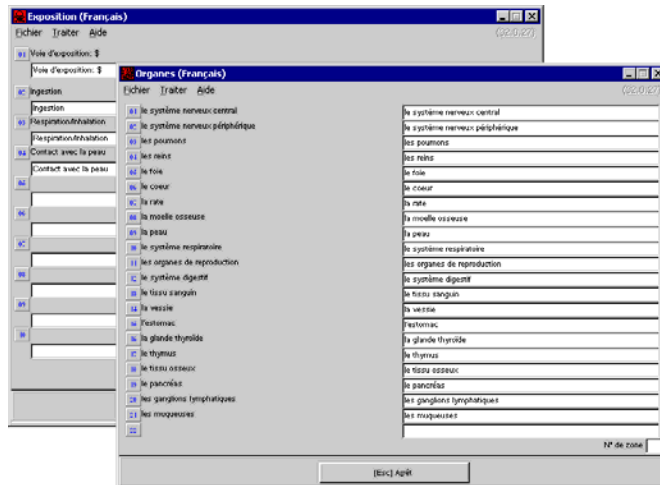 Exposition (Français)
Fichier Traiter Aide
(S2.0.27)
01 Voie d'exposition: $
Voie d'exposition: $
02 Ingestion
Ingestion
03 Respiration/Inhalation
Respiration/Inhalation
04 Contact avec la peau
Contact avec la peau
05
06
07
08
09
10
Organes (Français)
Fichier Traiter Aide
(S2.0.27)
01 le système nerveux central le système nerveux central
02 le système nerveux périphérique le système nerveux périphérique
03 les poumons les poumons
04 les reins les reins
05 le foie le foie
06 le coeur le coeur
07 la rate la rate
08 la moelle osseuse la moelle osseuse
09 la peau la peau
10 le système respiratoire le système respiratoire
11 les organes de reproduction les organes de reproduction
12 le système digestif le système digestif
13 le tissu sanguin le tissu sanguin
14 la vessie la vessie
15 l'estomac l'estomac
16 la glande thyroïde la glande thyroïde
17 le thymus le thymus
18 le tissu osseux le tissu osseux
19 le pancréas le pancréas
20 les ganglions lymphatiques les ganglions lymphatiques
21 les muqueuses les muqueuses
22
N° de zone
[Esc] Arrêt